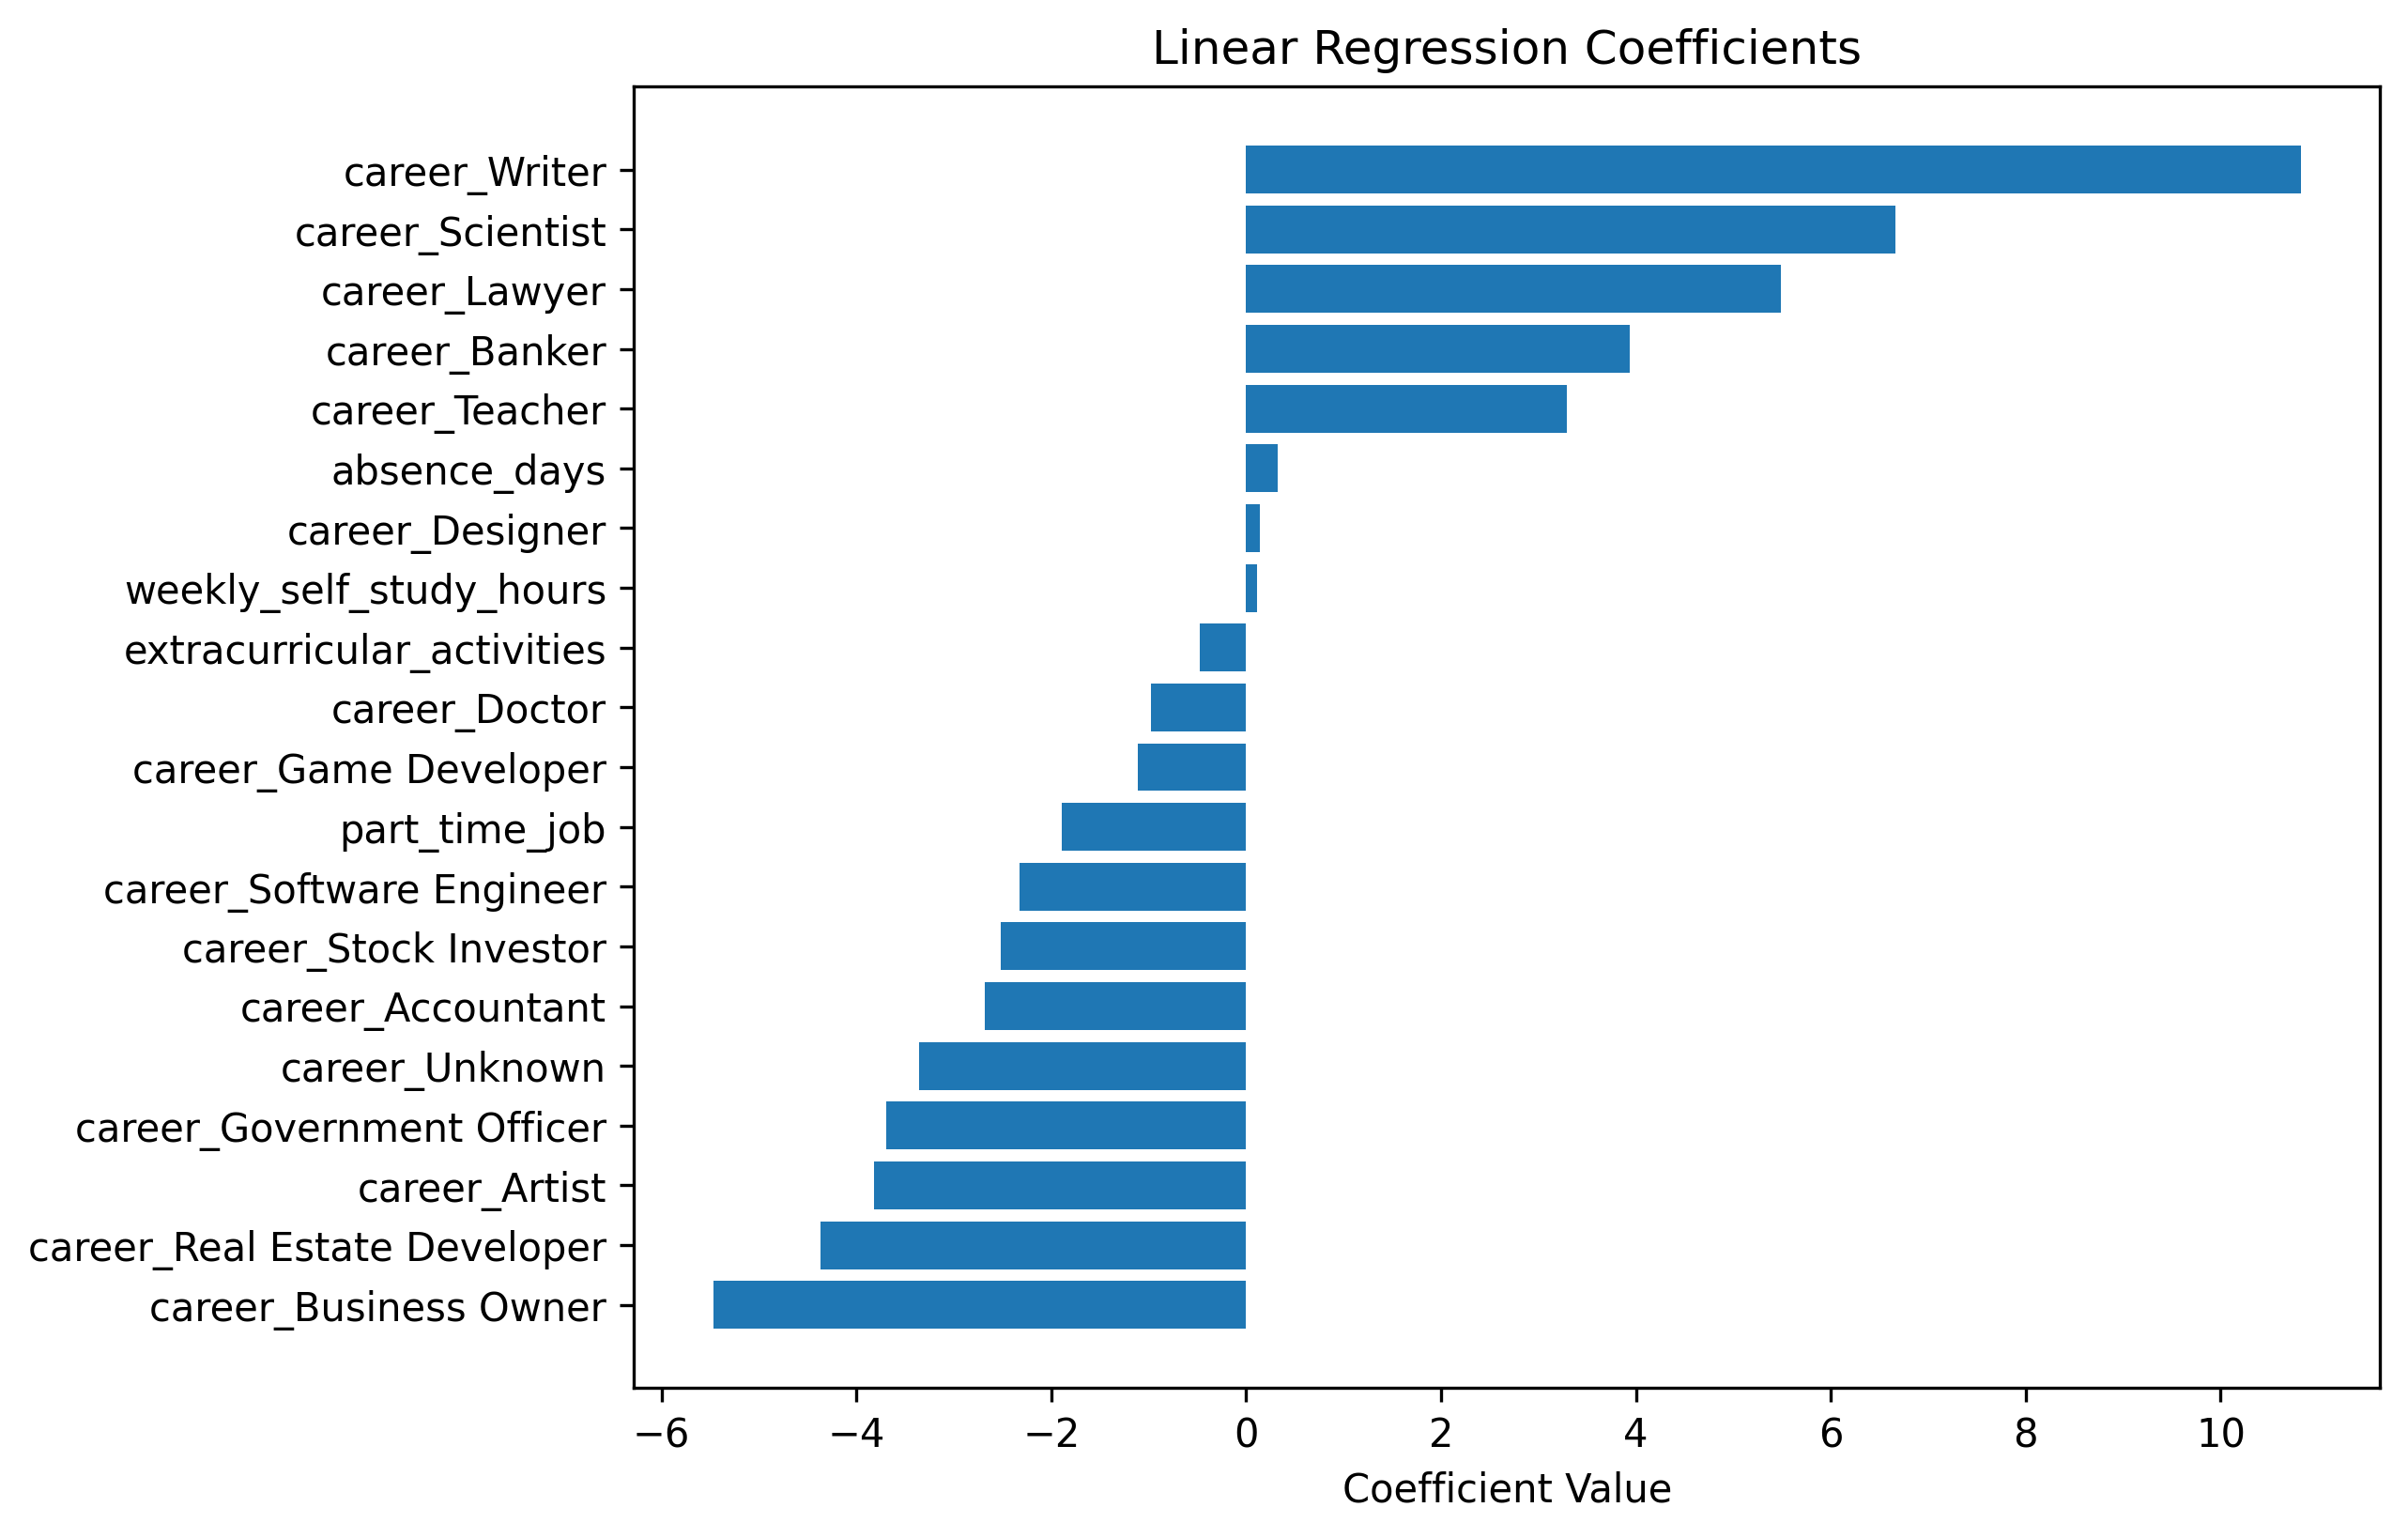 Linear Regression Coefficients
career_Writer
career_Scientist
career_Lawyer
career_Banker
career_Teacher
absence_days
career_Designer
weekly_self_study_hours
extracurricular_activities
career_Doctor
career_Game Developer
part_time_job
career_Software Engineer
career_Stock Investor
career_Accountant
career_Unknown
career_Government Officer
career_Artist
career_Real Estate Developer
career_Business Owner
−6 −4 −2 0 2 4 6 8 10
Coefficient Value